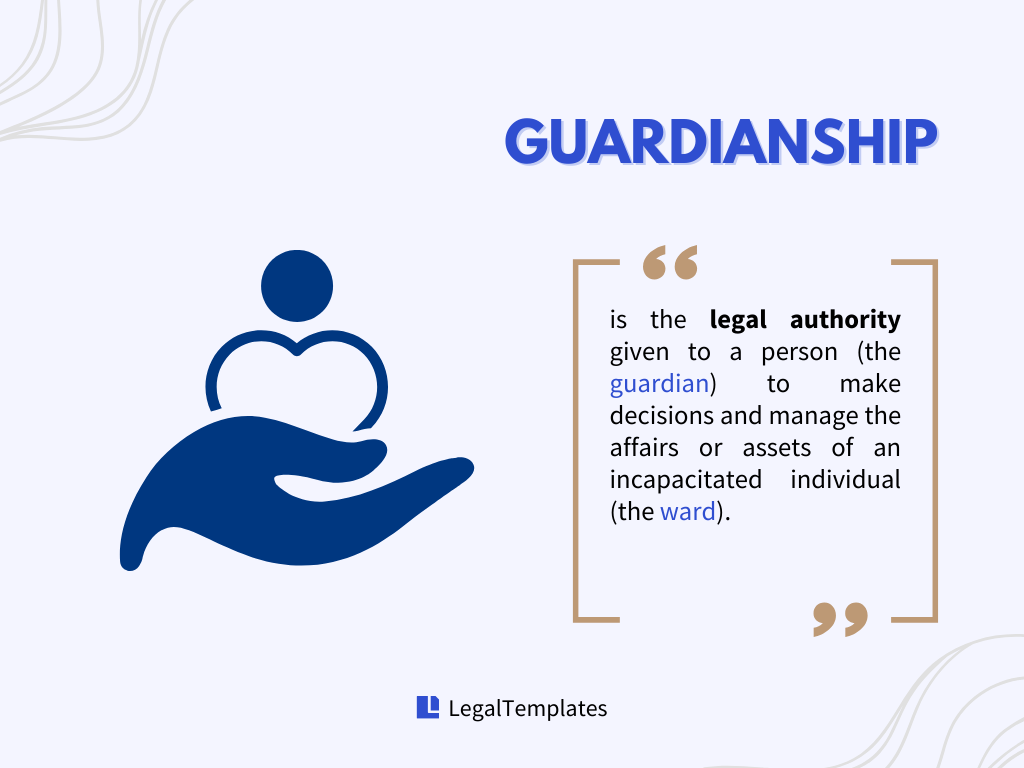 GUARDIANSHIP
“
is the legal authority
given to a person (the
guardian) to make
decisions and manage the
affairs or assets of an
incapacitated individual
(the ward).
”
LegalTemplates